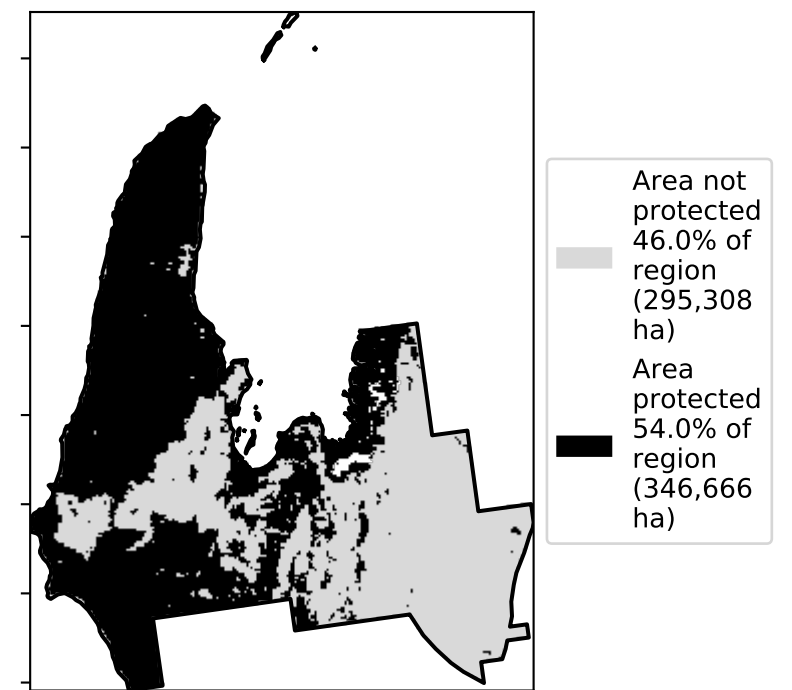 Area not
protected
46.0% of
region
(295,308
ha)
Area
protected
54.0% of
region
(346,666
ha)